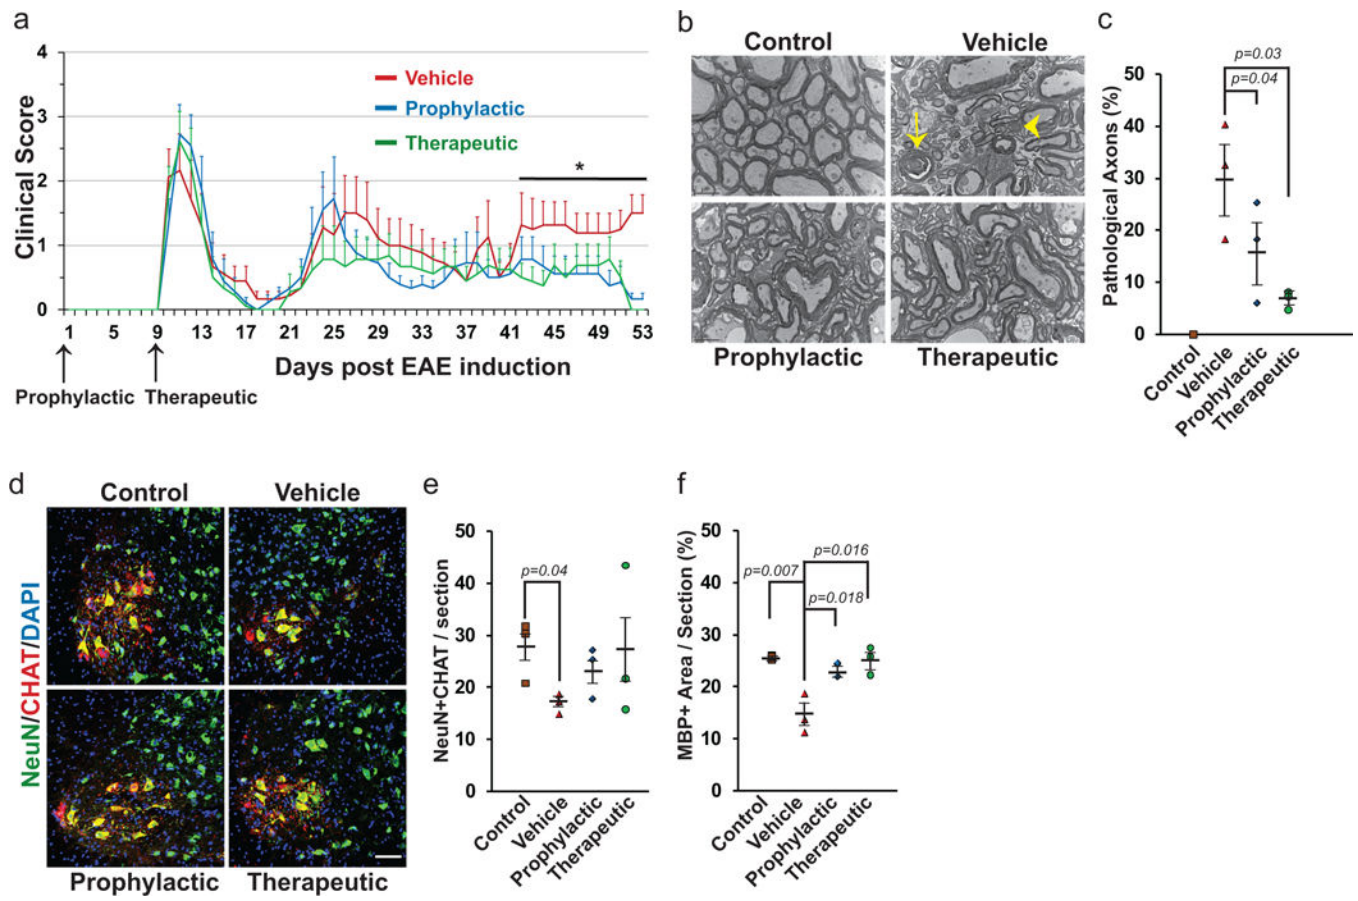 a
4
3
2
1
0
Clinical Score
Vehicle
Prophylactic
Therapeutic
*
1 5 9 13 17 21 25 29 33 37 41 45 49 53
Days post EAE induction
Prophylactic
Therapeutic
b
Control
Vehicle
Prophylactic
Therapeutic
c
p=0.03
p=0.04
50
40
30
20
10
0
Pathological Axons (%)
Control
Vehicle
Prophylactic
Therapeutic
d
Control
Vehicle
NeuN/CHAT/DAPI
Prophylactic
Therapeutic
e
50
40
30
20
10
0
NeuN+CHAT / section
p=0.04
Control
Vehicle
Prophylactic
Therapeutic
f
50
40
30
20
10
0
MBP+ Area / Section (%)
p=0.016
p=0.007
p=0.018
Control
Vehicle
Prophylactic
Therapeutic